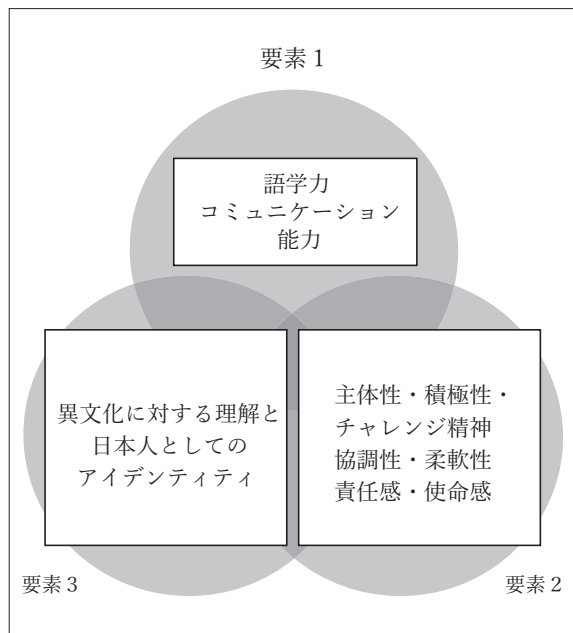 要素 1
語学力
コミュニケーション
能力
異文化に対する理解と
日本人としての
アイデンティティ
主体性・積極性・
チャレンジ精神
協調性・柔軟性
責任感・使命感
要素 3
要素 2